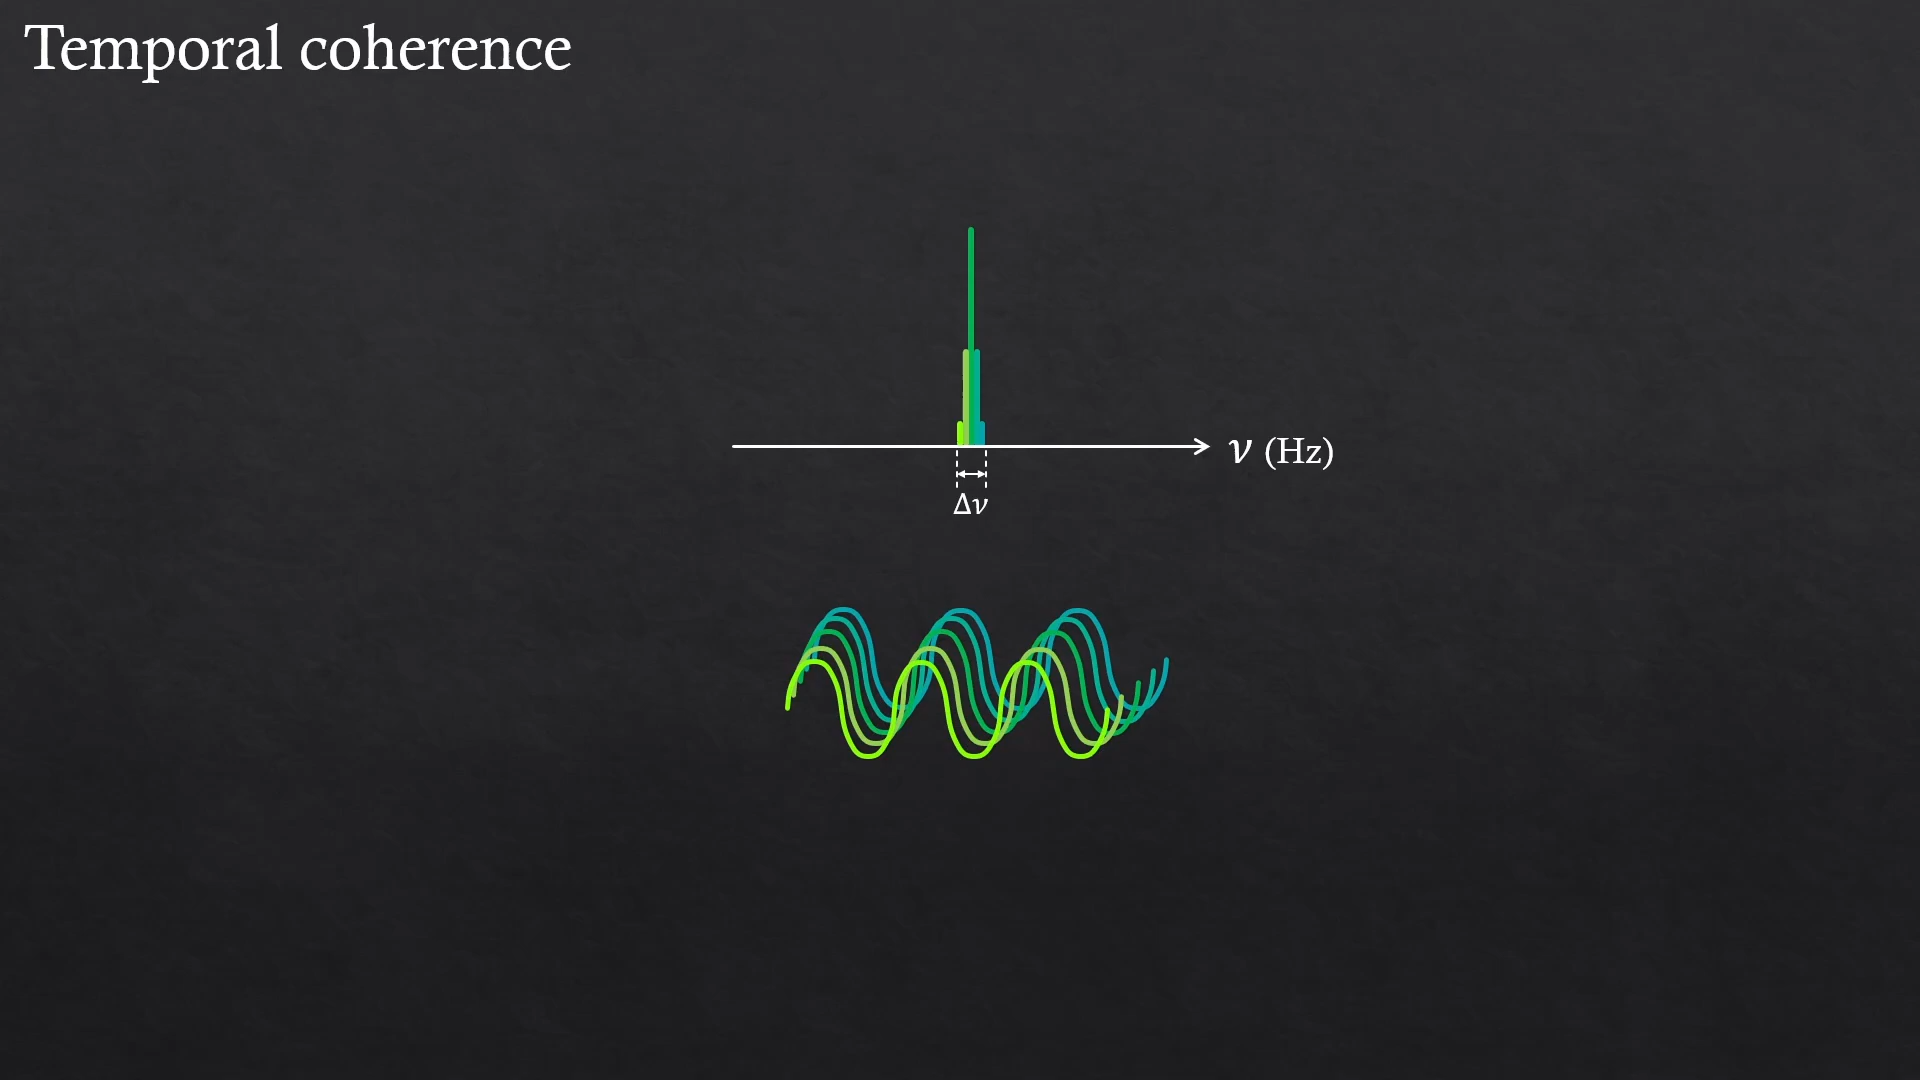 Temporal coherence
ν (Hz)
Δν